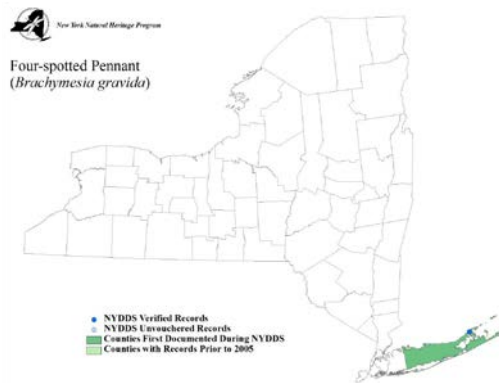 New York Natural Heritage Program
Four-spotted Pennant
(Brachymesia gravida)
NYDDS Verified Records
NYDDS Unvouchered Records
Counties First Documented During NYDDS
Counties with Records Prior to 2005